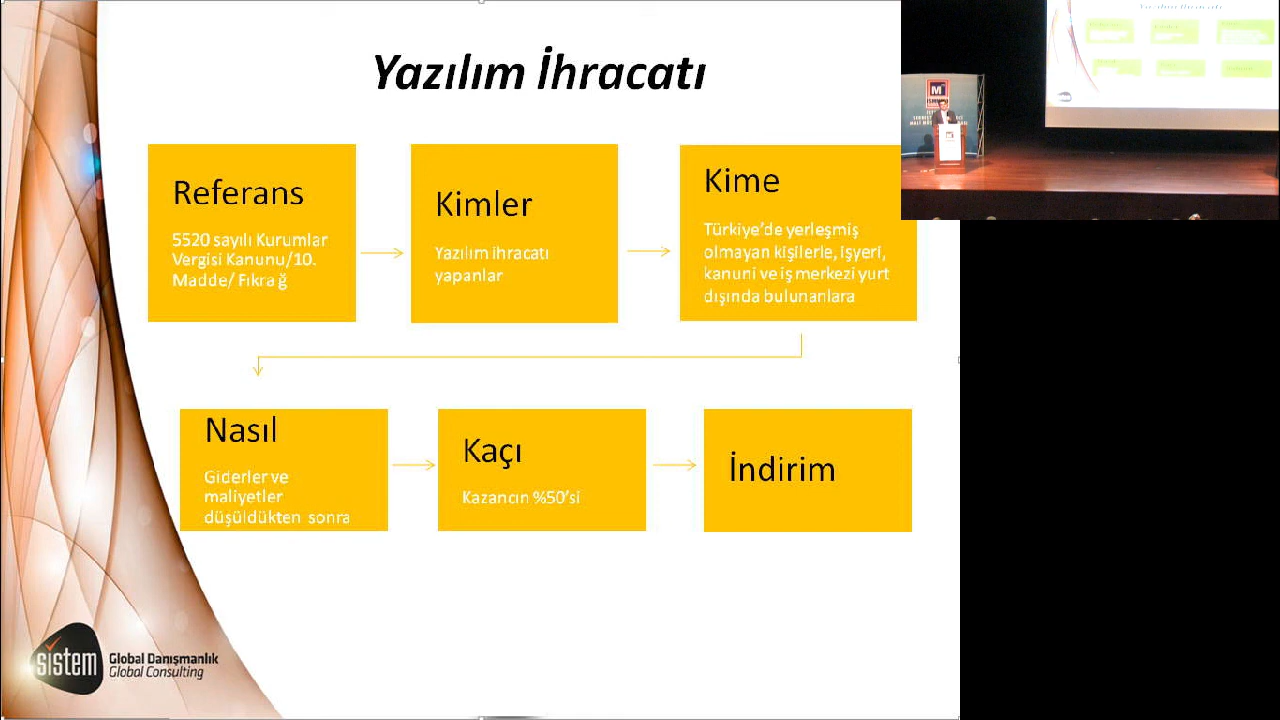 Yazılım İhracatı
Referans
5520 sayılı Kurumlar
Vergisi Kanunu/10.
Madde/ Fıkra ğ
Kimler
Yazılım ihracatı
yapanlar
Kime
Türkiye’de yerleşmiş
olmayan kişilerle, işyeri,
kanuni ve iş merkezi yurt
dışında bulunanlara
Nasıl
Giderler ve
maliyetler
düşüldükten sonra
Kaçı
Kazancın %50’si
İndirim
sistem
Global Danışmanlık
Global Consulting
Yazılım İhracatı